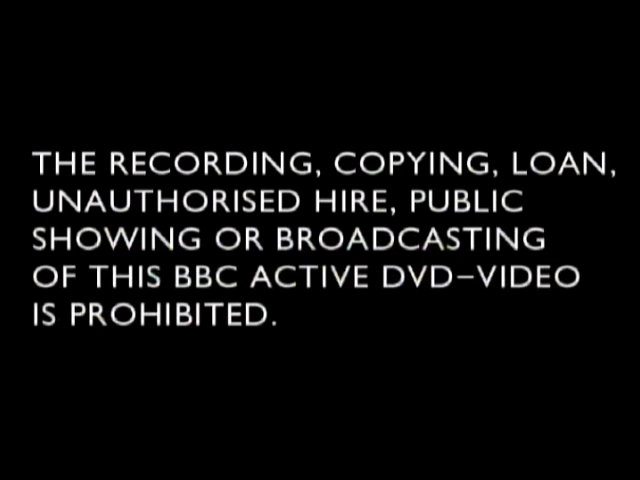 THE RECORDING, COPYING, LOAN,
UNAUTHORISED HIRE, PUBLIC
SHOWING OR BROADCASTING
OF THIS BBC ACTIVE DVD–VIDEO
IS PROHIBITED.